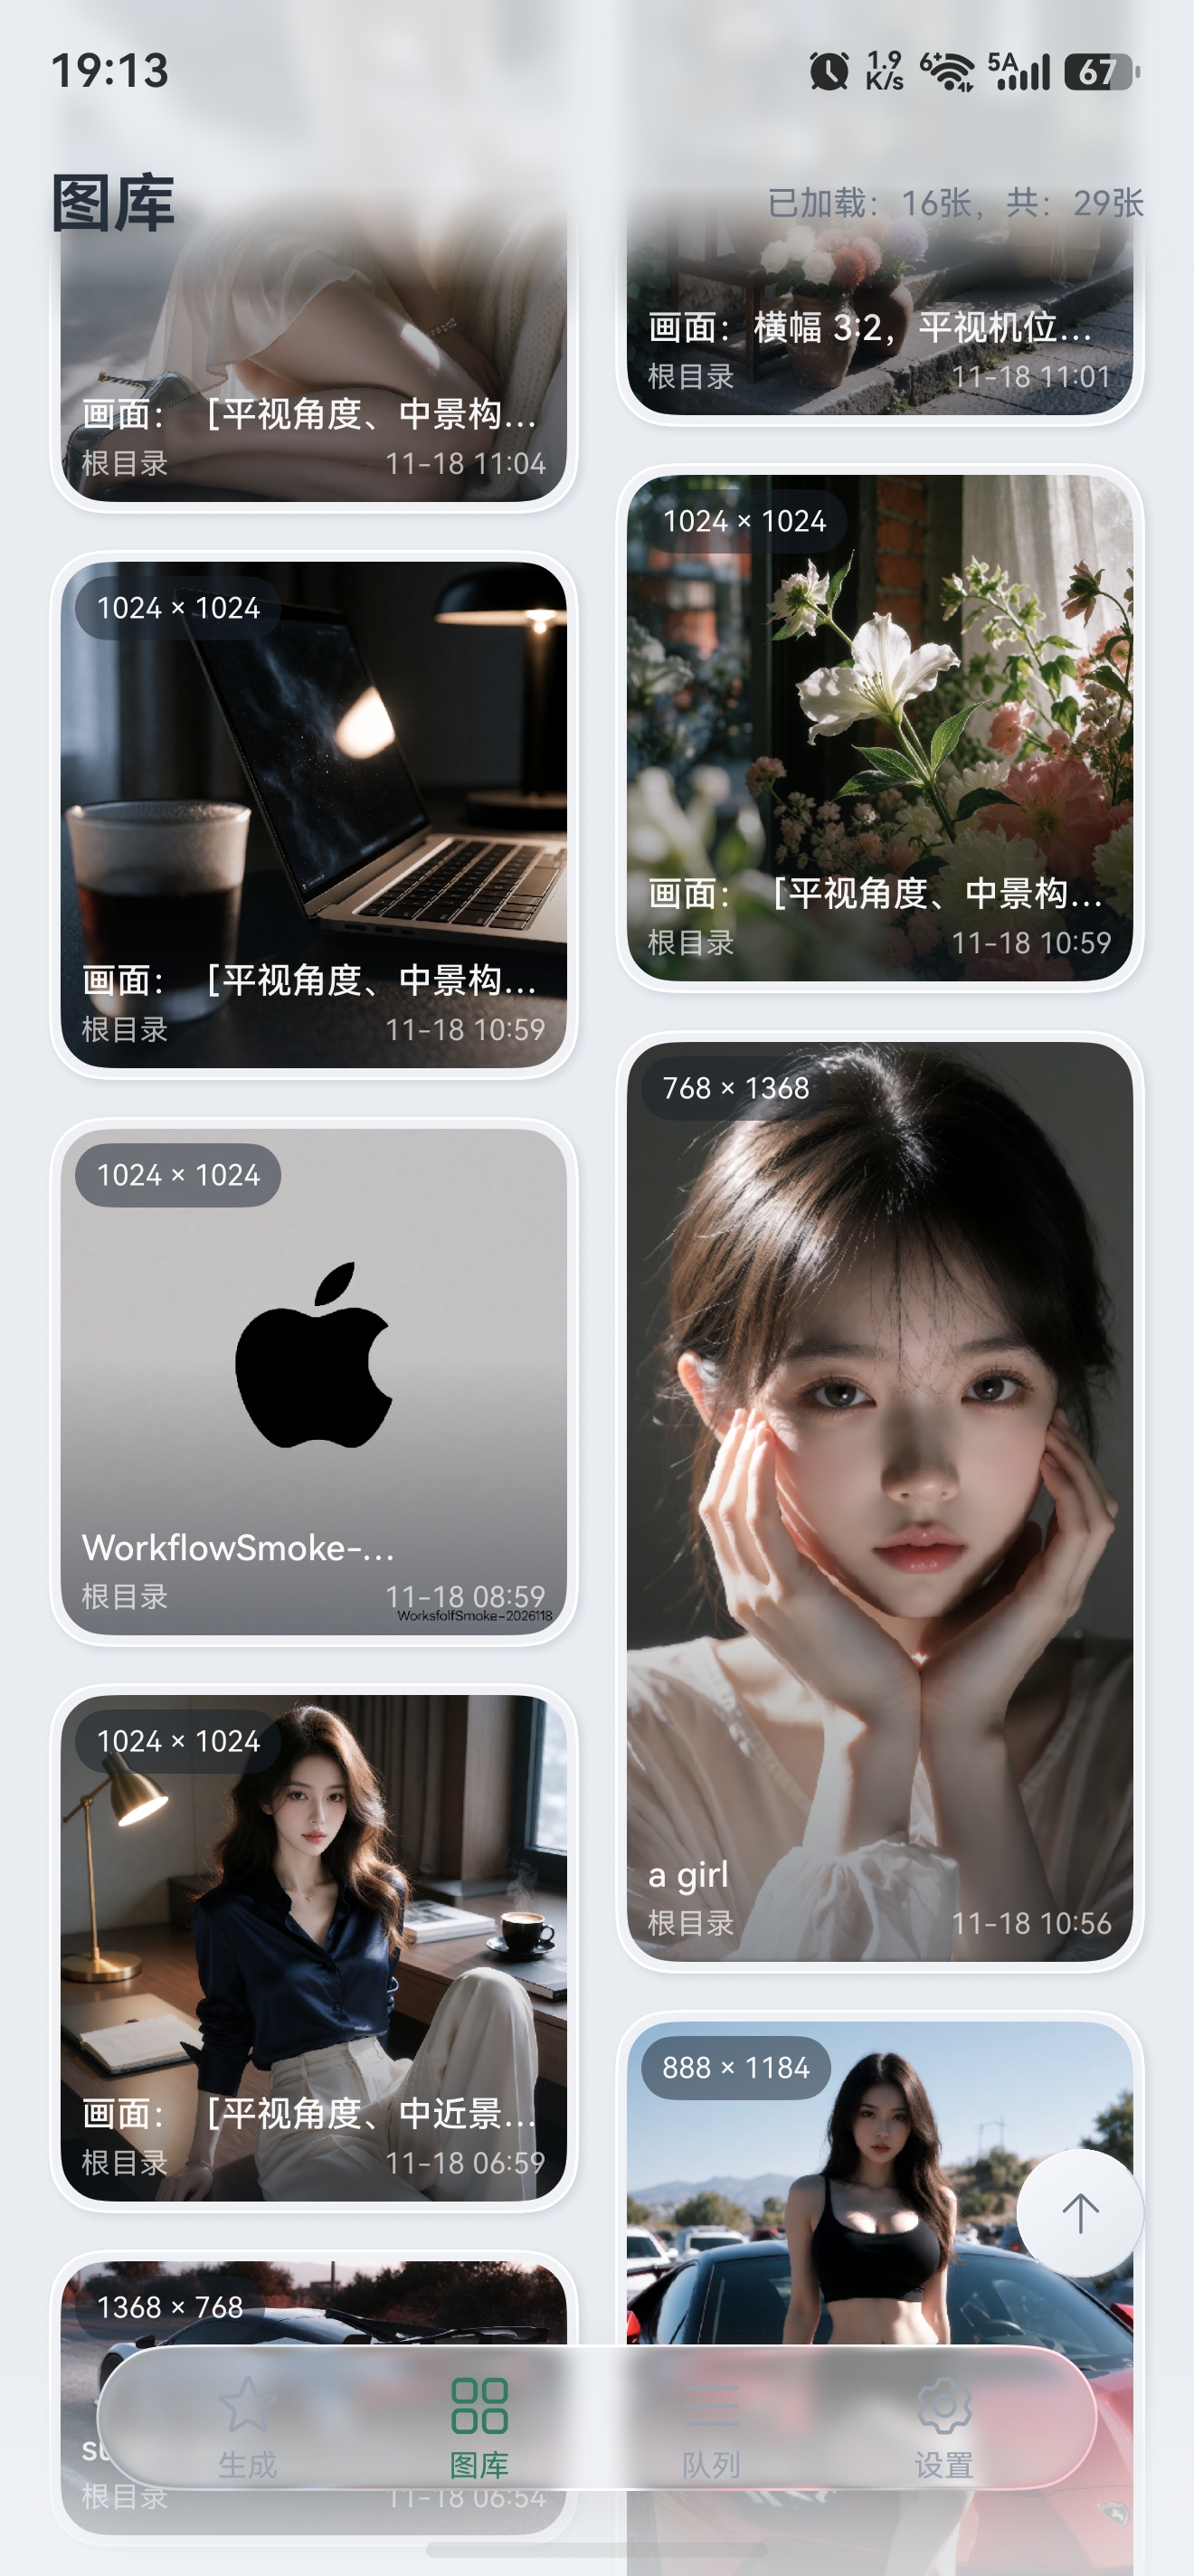 19:13
1.9
K/s
6+
5A
67
图库
已加载：16张，共：29张
画面： [平视角度、中景构...
根目录 11-18 11:04
画面：横幅 3:2，平视机位...
根目录 11-18 11:01
1024 × 1024
画面： [平视角度、中景构...
根目录 11-18 10:59
1024 × 1024
画面： [平视角度、中景构...
根目录 11-18 10:59
1024 × 1024
WorkflowSmoke-...
根目录 11-18 08:59
WorksfolfSmoke-2026118
768 × 1368
a girl
根目录 11-18 10:56
1024 × 1024
画面： [平视角度、中近景...
根目录 11-18 06:59
888 × 1184
1368 × 768
根目录 11-18 06:54
生成
图库
队列
设置